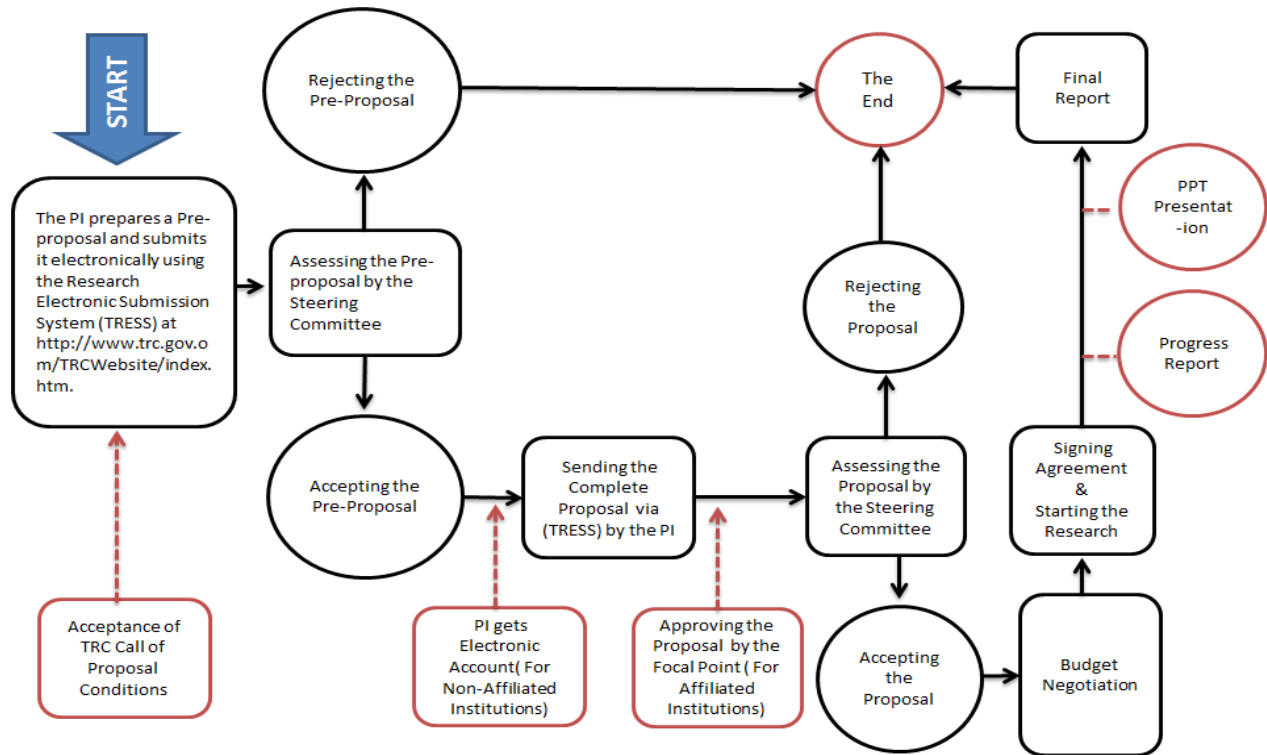 START
The PI prepares a Pre-
proposal and submits
it electronically using
the Research
Electronic Submission
System (TRESS) at
http://www.trc.gov.o
m/TRCWebsite/index.
htm.
Acceptance of
TRC Call of
Proposal
Conditions
Rejecting the
Pre-Proposal
Assessing the Pre-
proposal by the
Steering
Committee
Accepting the
Pre-Proposal
Sending the
Complete
Proposal via
(TRESS) by the PI
PI gets
Electronic
Account( For
Non-Affiliated
Institutions)
Approving the
Proposal by the
Focal Point ( For
Affiliated
Institutions)
The
End
Rejecting
the
Proposal
Assessing the
Proposal by
the Steering
Committee
Accepting
the
Proposal
Final
Report
PPT
Presentat
-ion
Progress
Report
Signing
Agreement
&
Starting the
Research
Budget
Negotiation